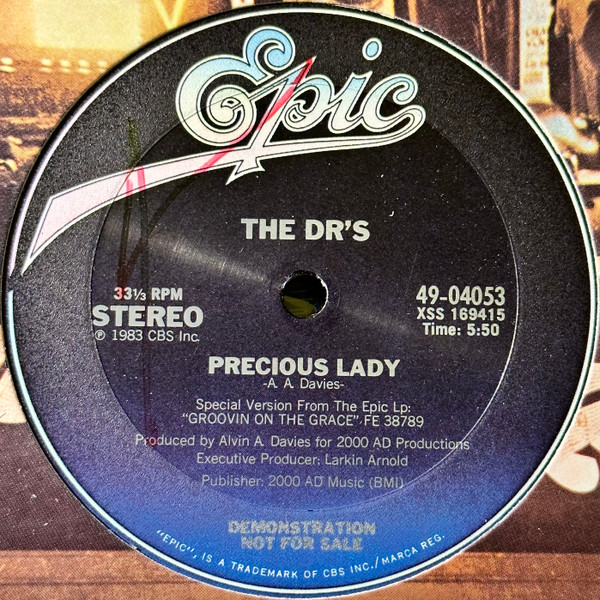 Epic
THE DR'S
33⅓ RPM
STEREO
℗ 1983 CBS Inc.
49-04053
XSS 169415
Time: 5:50
PRECIOUS LADY
-A. A. Davies-
Special Version From The Epic Lp:
"GROOVIN ON THE GRACE" FE 38789
Produced by Alvin A. Davies for 2000 AD Productions
Executive Producer: Larkin Arnold
Publisher: 2000 AD Music (BMI)
DEMONSTRATION
NOT FOR SALE
"EPIC", IS A TRADEMARK OF CBS INC./MARCA REG.